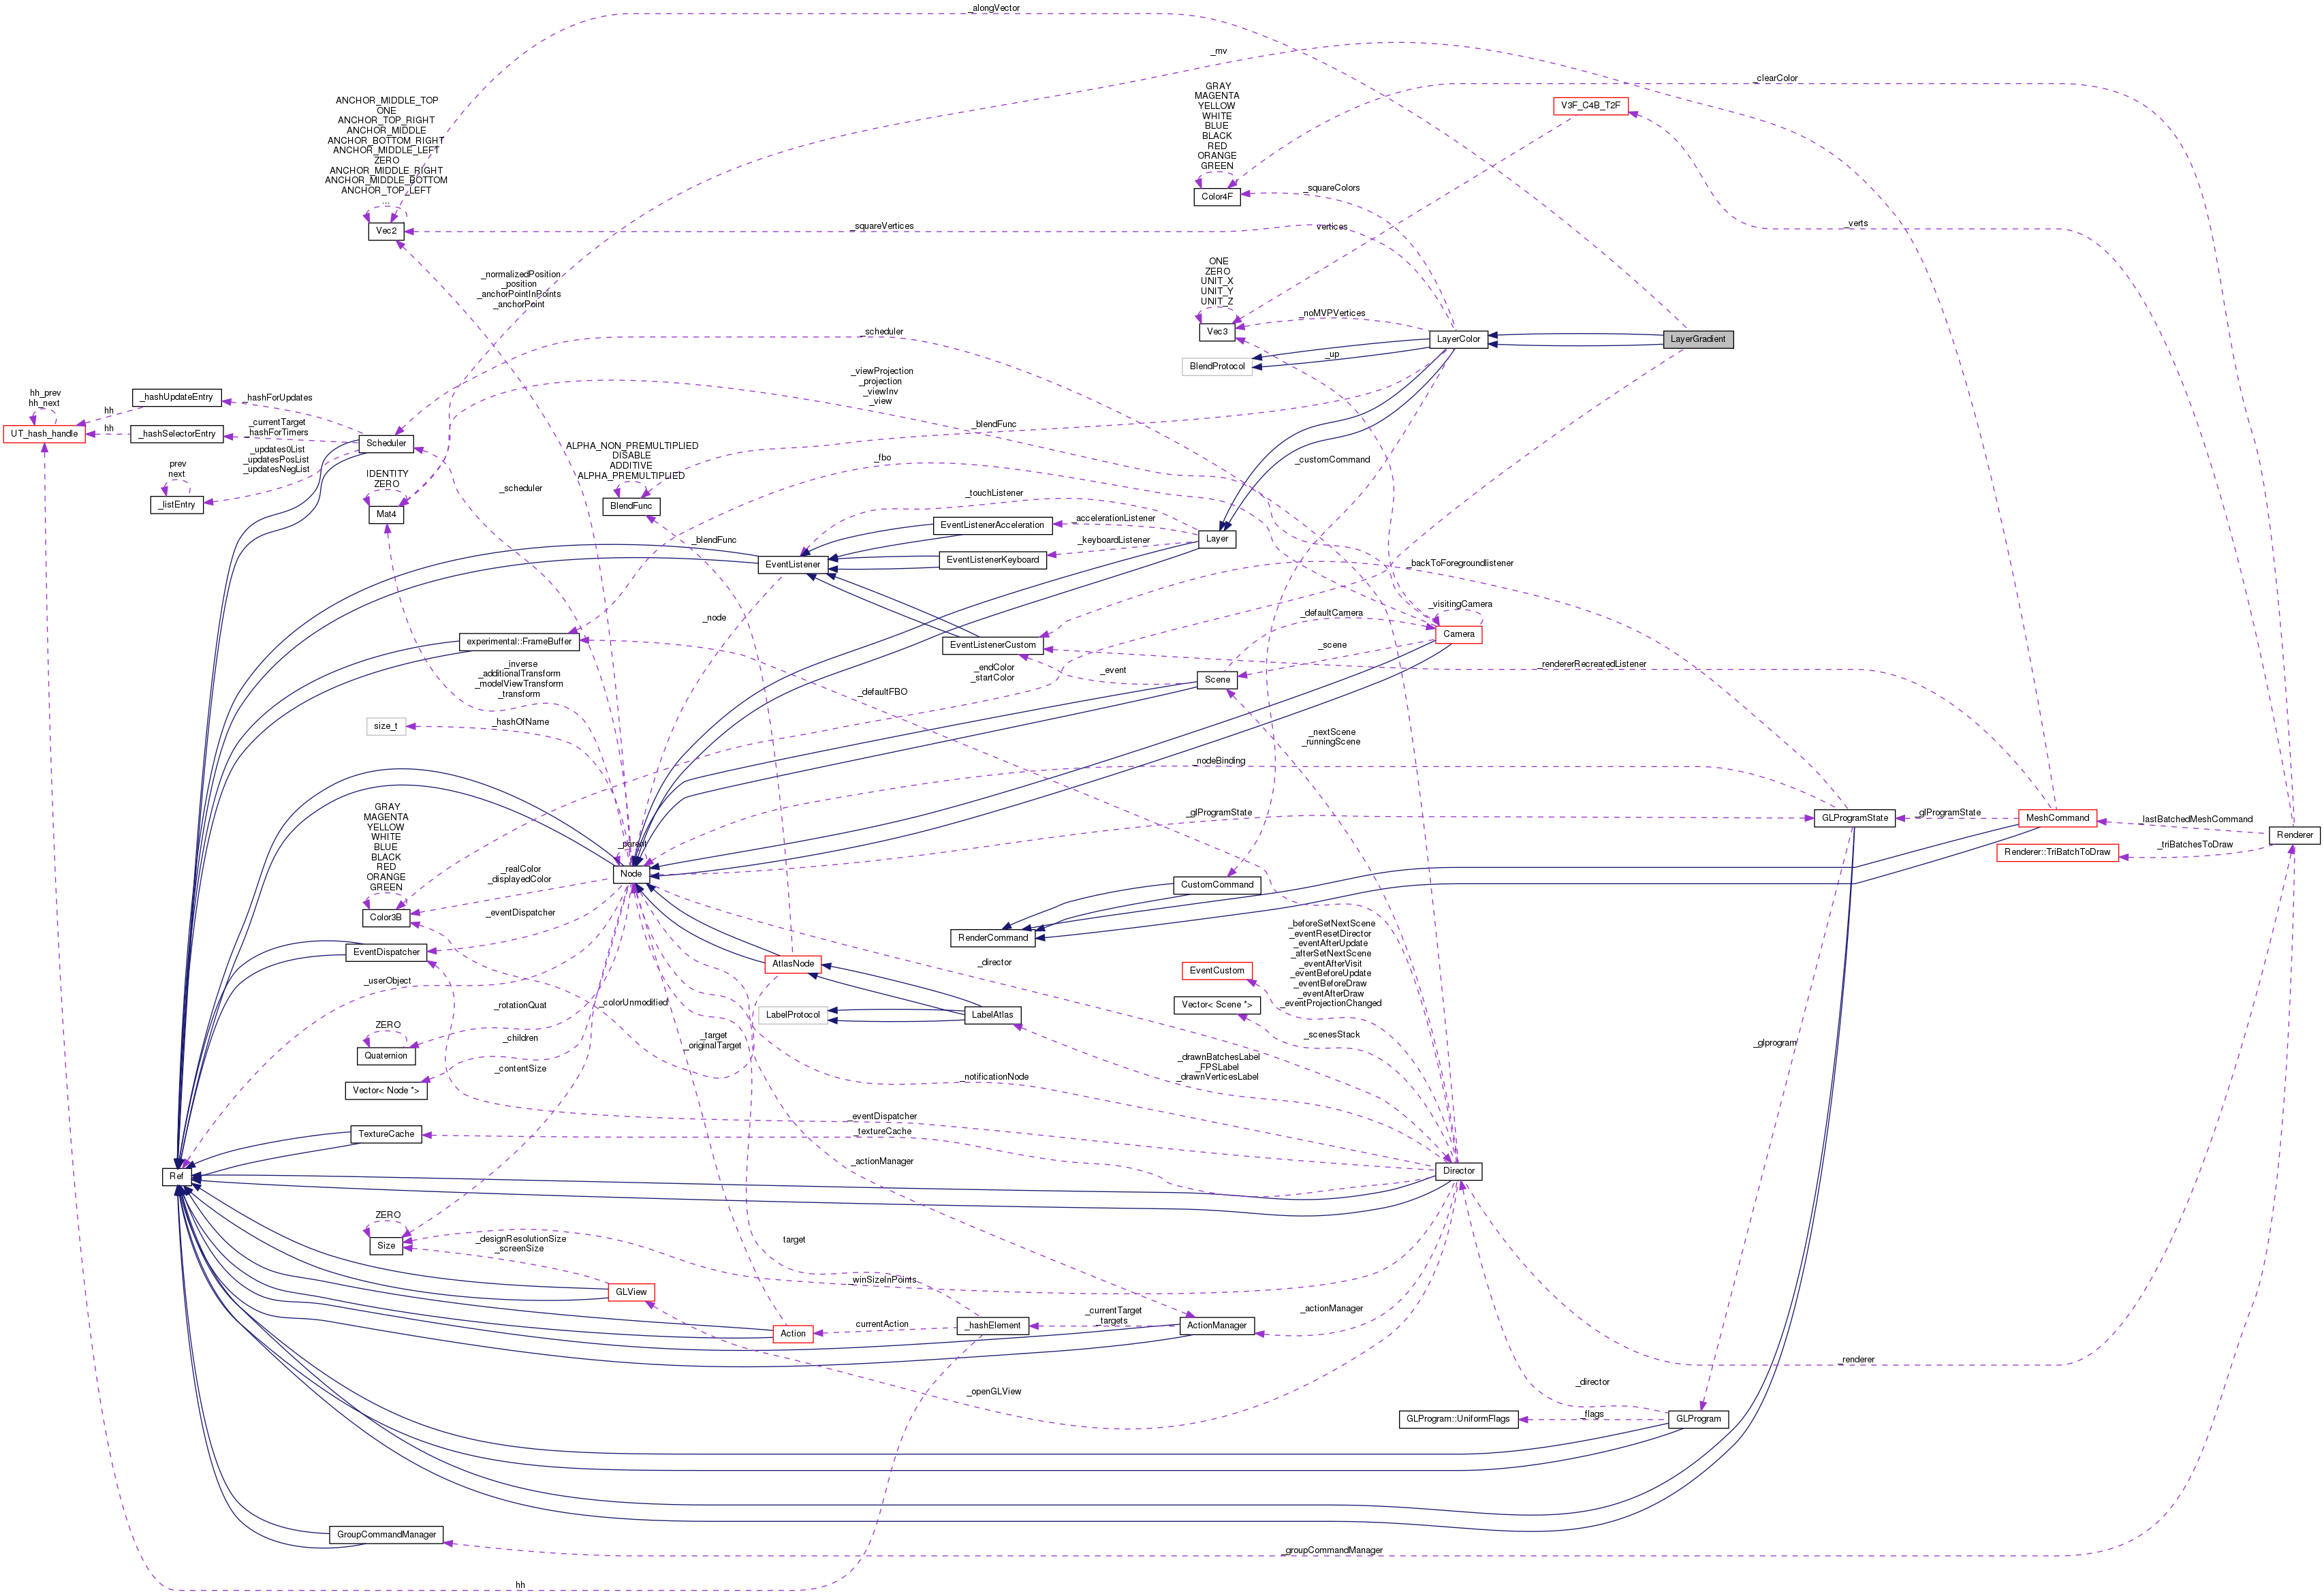 _alongVector
_mv
_clearColor
GRAY
MAGENTA
YELLOW
WHITE
BLUE
BLACK
RED
ORANGE
GREEN
V3F_C4B_T2F
ANCHOR_MIDDLE_TOP
ONE
ANCHOR_TOP_RIGHT
ANCHOR_MIDDLE
ANCHOR_BOTTOM_RIGHT
ANCHOR_MIDDLE_LEFT
ZERO
ANCHOR_MIDDLE_RIGHT
ANCHOR_MIDDLE_BOTTOM
ANCHOR_TOP_LEFT
...
Color4F
_squareColors
Vec2
_squareVertices
vertices
_verts
ONE
ZERO
UNIT_X
UNIT_Y
UNIT_Z
_normalizedPosition
_position
_anchorPointInPoints
_anchorPoint
_noMVPVertices
Vec3
_scheduler
LayerColor
LayerGradient
_up
BlendProtocol
_viewProjection
_projection
_viewInv
_view
hh_prev
hh_next
_hashUpdateEntry
_hashForUpdates
hh
UT_hash_handle
hh
_hashSelectorEntry
_currentTarget
_hashForTimers
Scheduler
_blendFunc
_updates0List
_updatesPosList
_updatesNegList
prev
next
_listEntry
IDENTITY
ZERO
Mat4
ALPHA_NON_PREMULTIPLIED
DISABLE
ADDITIVE
ALPHA_PREMULTIPLIED
BlendFunc
_fbo
_customCommand
_scheduler
_touchListener
EventListenerAcceleration
_accelerationListener
Layer
_blendFunc
_keyboardListener
EventListener
EventListenerKeyboard
_backToForegroundlistener
_node
_defaultCamera
_visitingCamera
Camera
experimental::FrameBuffer
EventListenerCustom
_scene
_inverse
_additionalTransform
_modelViewTransform
_transform
_endColor
_startColor
_event
Scene
_rendererRecreatedListener
_defaultFBO
size_t
_hashOfName
_nextScene
_runningScene
_nodeBinding
GRAY
MAGENTA
YELLOW
WHITE
BLUE
BLACK
RED
ORANGE
GREEN
_glProgramState
GLProgramState
_glProgramState
MeshCommand
_lastBatchedMeshCommand
Renderer
_triBatchesToDraw
Renderer::TriBatchToDraw
_parent
Node
_realColor
_displayedColor
CustomCommand
Color3B
_eventDispatcher
RenderCommand
EventDispatcher
_beforeSetNextScene
_eventResetDirector
_eventAfterUpdate
_afterSetNextScene
_eventAfterVisit
_eventBeforeUpdate
_eventBeforeDraw
_eventAfterDraw
_eventProjectionChanged
_director
AtlasNode
EventCustom
_userObject
_rotationQuat
_colorUnmodified
Vector< Scene *>
LabelProtocol
LabelAtlas
ZERO
Quaternion
_children
_target
_originalTarget
_scenesStack
_glprogram
_drawnBatchesLabel
_FPSLabel
_drawnVerticesLabel
_contentSize
Vector< Node *>
_notificationNode
_eventDispatcher
TextureCache
_textureCache
_actionManager
Ref
Director
ZERO
Size
_designResolutionSize
_screenSize
target
_winSizeInPoints
GLView
_currentTarget
_targets
_actionManager
Action
currentAction
_hashElement
ActionManager
_renderer
_openGLView
_director
GLProgram::UniformFlags
_flags
GLProgram
GroupCommandManager
_groupCommandManager
hh